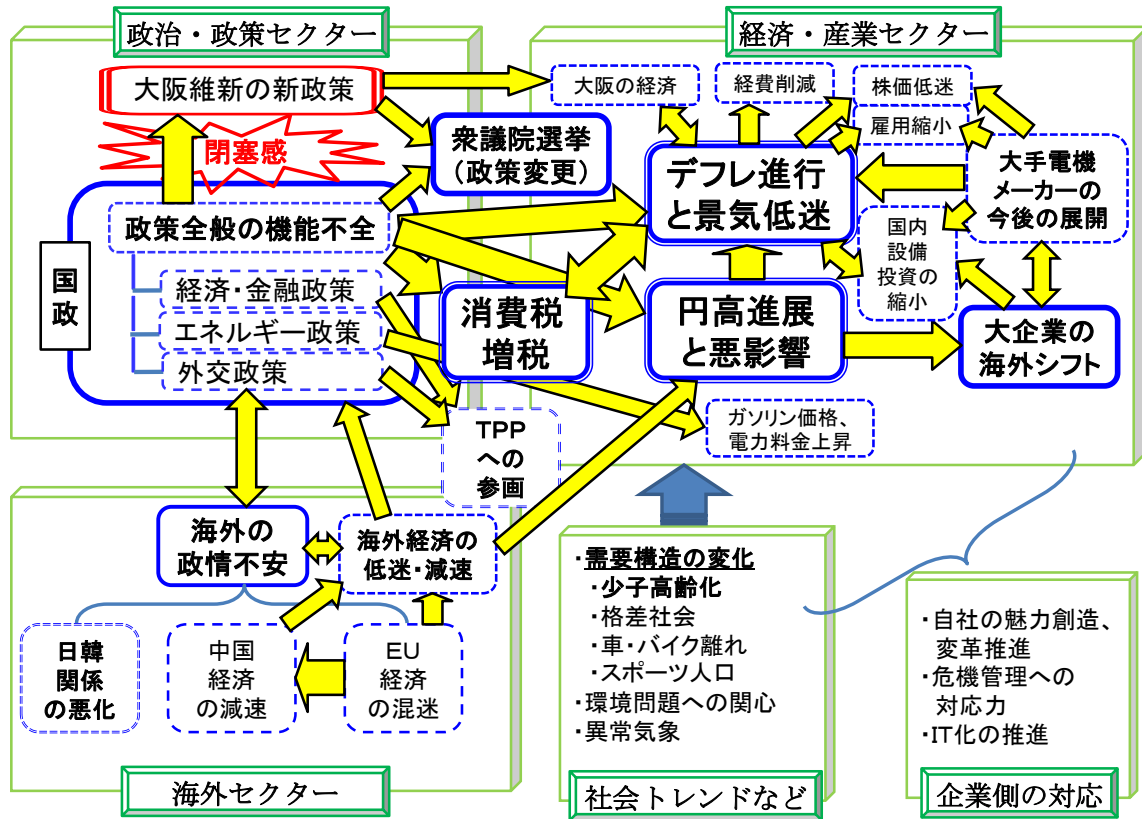 政治・政策セクター
大阪維新の新政策
閉塞感
衆議院選挙
（政策変更）
国
政
政策全般の機能不全
経済・金融政策
エネルギー政策
外交政策
消費税
増税
TPP
への
参画
経済・産業セクター
大阪の経済
経費削減
株価低迷
雇用縮小
デフレ進行
と景気低迷
大手電機
メーカーの
今後の展開
国内
設備
投資の
縮小
円高進展
と悪影響
大企業の
海外シフト
ガソリン価格、
電力料金上昇
海外の
政情不安
海外経済の
低迷・減速
日韓
関係
の悪化
中国
経済
の減速
ＥＵ
経済
の混迷
海外セクター
・需要構造の変化
・少子高齢化
・格差社会
・車・バイク離れ
・スポーツ人口
・環境問題への関心
・異常気象
社会トレンドなど
・自社の魅力創造、
変革推進
・危機管理への
対応力
・IT化の推進
企業側の対応